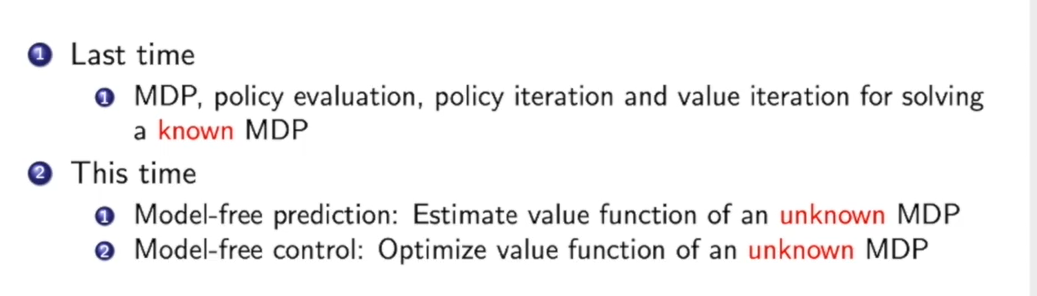 1 Last time
1 MDP, policy evaluation, policy iteration and value iteration for solving
a known MDP
2 This time
1 Model-free prediction: Estimate value function of an unknown MDP
2 Model-free control: Optimize value function of an unknown MDP